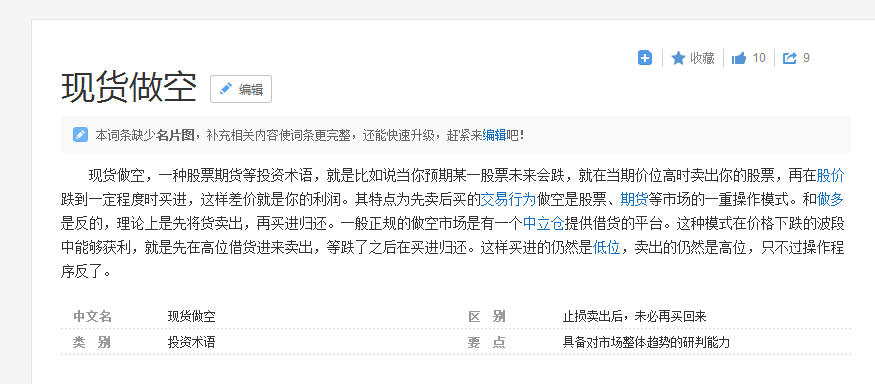 收藏 10 9
现货做空 编辑
本词条缺少名片图，补充相关内容使词条更完整，还能快速升级，赶紧来编辑吧！
现货做空，一种股票期货等投资术语，就是比如说当你预期某一股票未来会跌，就在当期价位高时卖出你的股票，再在股价
跌到一定程度时买进，这样差价就是你的利润。其特点为先卖后买的交易行为做空是股票、期货等市场的一重操作模式。和做多
是反的，理论上是先将货卖出，再买进归还。一般正规的做空市场是有一个中立仓提供借货的平台。这种模式在价格下跌的波段
中能够获利，就是先在高位借货进来卖出，等跌了之后在买进归还。这样买进的仍然是低位，卖出的仍然是高位，只不过操作程
序反了。
中文名 现货做空 区 别 止损卖出后，未必再买回来
类 别 投资术语 要 点 具备对市场整体趋势的研判能力